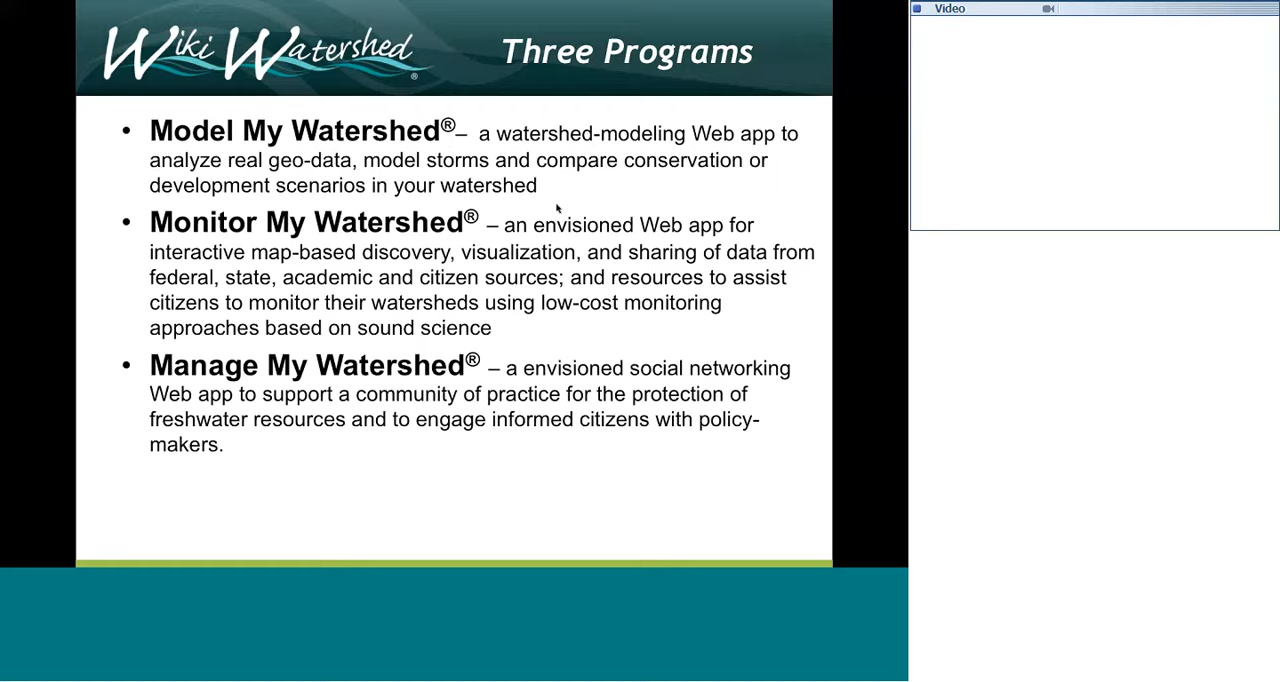 Wiki Watershed®
Three Programs
• Model My Watershed®– a watershed-modeling Web app to
analyze real geo-data, model storms and compare conservation or
development scenarios in your watershed
• Monitor My Watershed® – an envisioned Web app for
interactive map-based discovery, visualization, and sharing of data from
federal, state, academic and citizen sources; and resources to assist
citizens to monitor their watersheds using low-cost monitoring
approaches based on sound science
• Manage My Watershed® – a envisioned social networking
Web app to support a community of practice for the protection of
freshwater resources and to engage informed citizens with policy-
makers.
Video